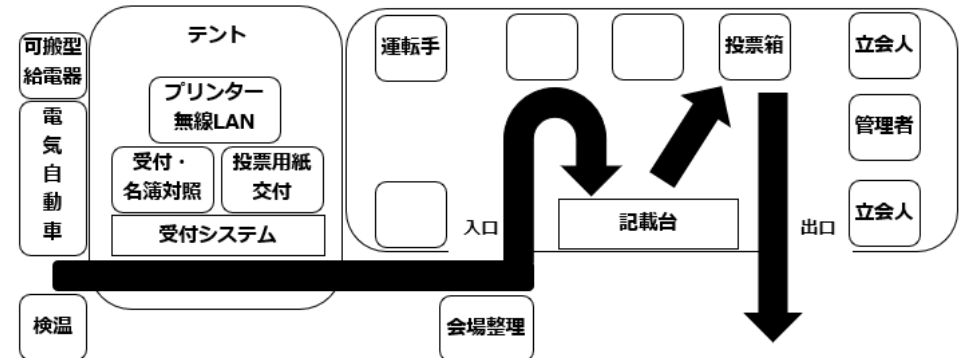 可搬型
給電器
電
気
自
動
車
検温
テント
プリンター
無線LAN
受付・
名簿対照
投票用紙
交付
受付システム
運転手
投票箱
立会人
管理者
立会人
入口
記載台
出口
会場整理